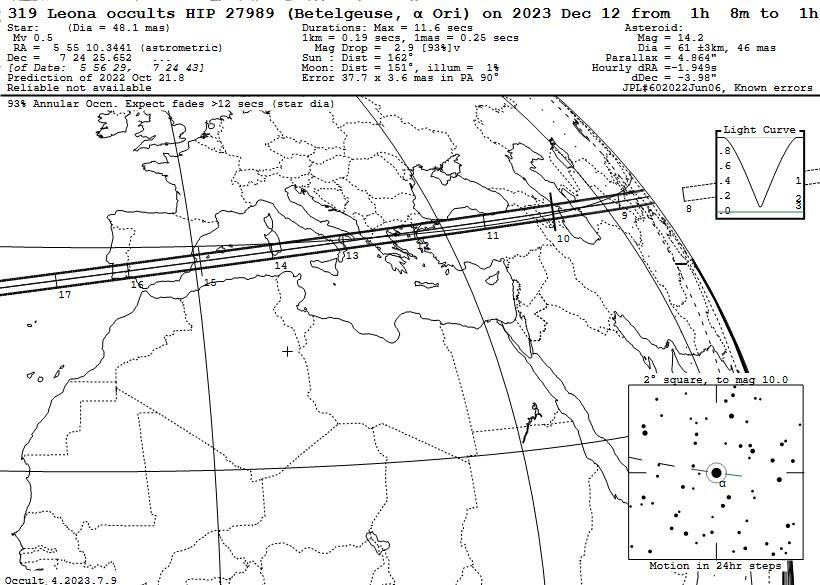 319 Leona occults HIP 27989 (Betelgeuse, α Ori) on 2023 Dec 12 from 1h 8m to 1h
Star: (Dia = 48.1 mas)
Mv 0.5
RA = 5 55 10.3441 (astrometric)
Dec = 7 24 25.652 ...
[of Date: 5 56 29, 7 24 43]
Prediction of 2022 Oct 21.8
Reliable not available
Durations: Max = 11.6 secs
1km = 0.19 secs, 1mas = 0.25 secs
Mag Drop = 2.9 [93%]v
Sun : Dist = 162°
Moon: Dist = 151°, illum = 1%
Error 37.7 x 3.6 mas in PA 90°
Asteroid:
Mag = 14.2
Dia = 61 ±3km, 46 mas
Parallax = 4.864"
Hourly dRA =-1.949s
dDec = -3.98"
JPL#602022Jun06, Known errors
93% Annular Occn. Expect fades >12 secs (star dia)
Light Curve
.8
.6
.4
.2
.0
1
2
3
8
9
10
11
12
13
14
15
16
17
2° square, to mag 10.0
α
Motion in 24hr steps
Occult 4.2023.7.9